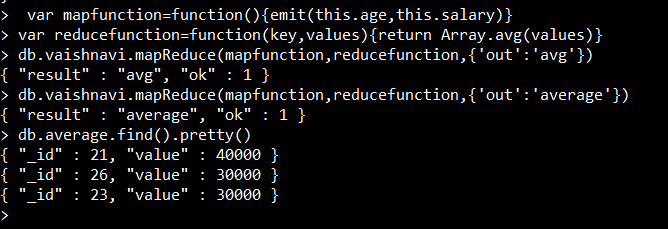 >  var mapfunction=function(){emit(this.age,this.salary)}
> var reducefunction=function(key,values){return Array.avg(values)}
> db.vaishnavi.mapReduce(mapfunction,reducefunction,{'out':'avg'})
{ "result" : "avg", "ok" : 1 }
> db.vaishnavi.mapReduce(mapfunction,reducefunction,{'out':'average'})
{ "result" : "average", "ok" : 1 }
> db.average.find().pretty()
{ "_id" : 21, "value" : 40000 }
{ "_id" : 26, "value" : 30000 }
{ "_id" : 23, "value" : 30000 }
>